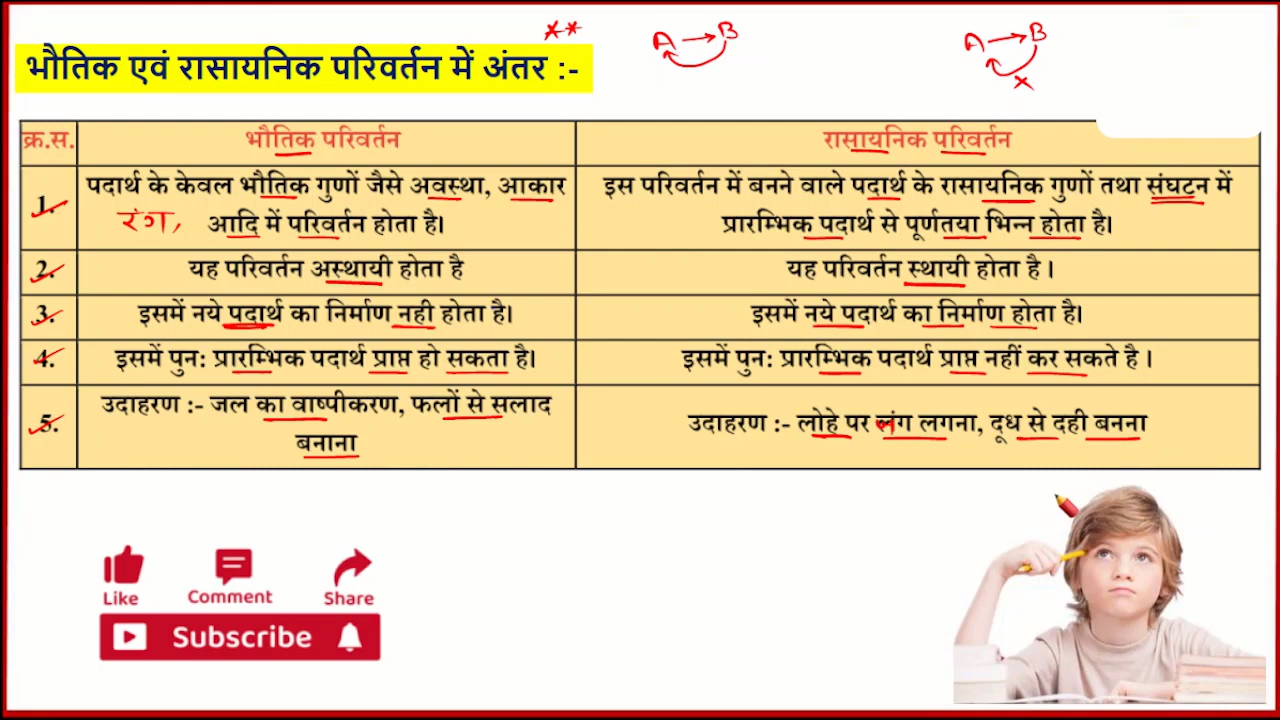 **
A → B
A → B
x
भौतिक एवं रासायनिक परिवर्तन में अंतर :-
क्र.स. भौतिक परिवर्तन रासायनिक परिवर्तन
1. पदार्थ के केवल भौतिक गुणों जैसे अवस्था, आकार
रंग, आदि में परिवर्तन होता है।
इस परिवर्तन में बनने वाले पदार्थ के रासायनिक गुणों तथा संघटन में
प्रारम्भिक पदार्थ से पूर्णतया भिन्न होता है।
2. यह परिवर्तन अस्थायी होता है यह परिवर्तन स्थायी होता है ।
3. इसमें नये पदार्थ का निर्माण नही होता है। इसमें नये पदार्थ का निर्माण होता है।
4. इसमें पुन: प्रारम्भिक पदार्थ प्राप्त हो सकता है। इसमें पुन: प्रारम्भिक पदार्थ प्राप्त नहीं कर सकते है ।
5. उदाहरण :- जल का वाष्पीकरण, फलों से सलाद
बनाना
उदाहरण :- लोहे पर लंग लगना, दूध से दही बनना
Like Comment Share
Subscribe